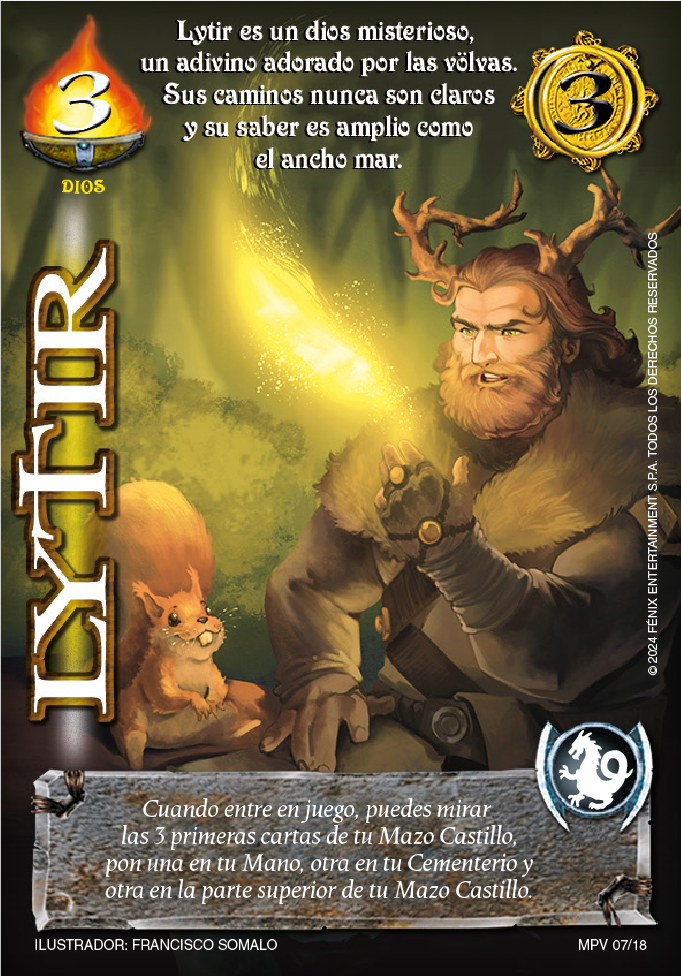 3
DIOS
Lytir es un dios misterioso,
un adivino adorado por las völvas.
Sus caminos nunca son claros
y su saber es amplio como
el ancho mar.
3
LYTIR
© 2024 FÉNIX ENTERTAINMENT S.P.A. TODOS LOS DERECHOS RESERVADOS
Cuando entre en juego, puedes mirar
las 3 primeras cartas de tu Mazo Castillo,
pon una en tu Mano, otra en tu Cementerio y
otra en la parte superior de tu Mazo Castillo.
ILUSTRADOR: FRANCISCO SOMALO
MPV 07/18